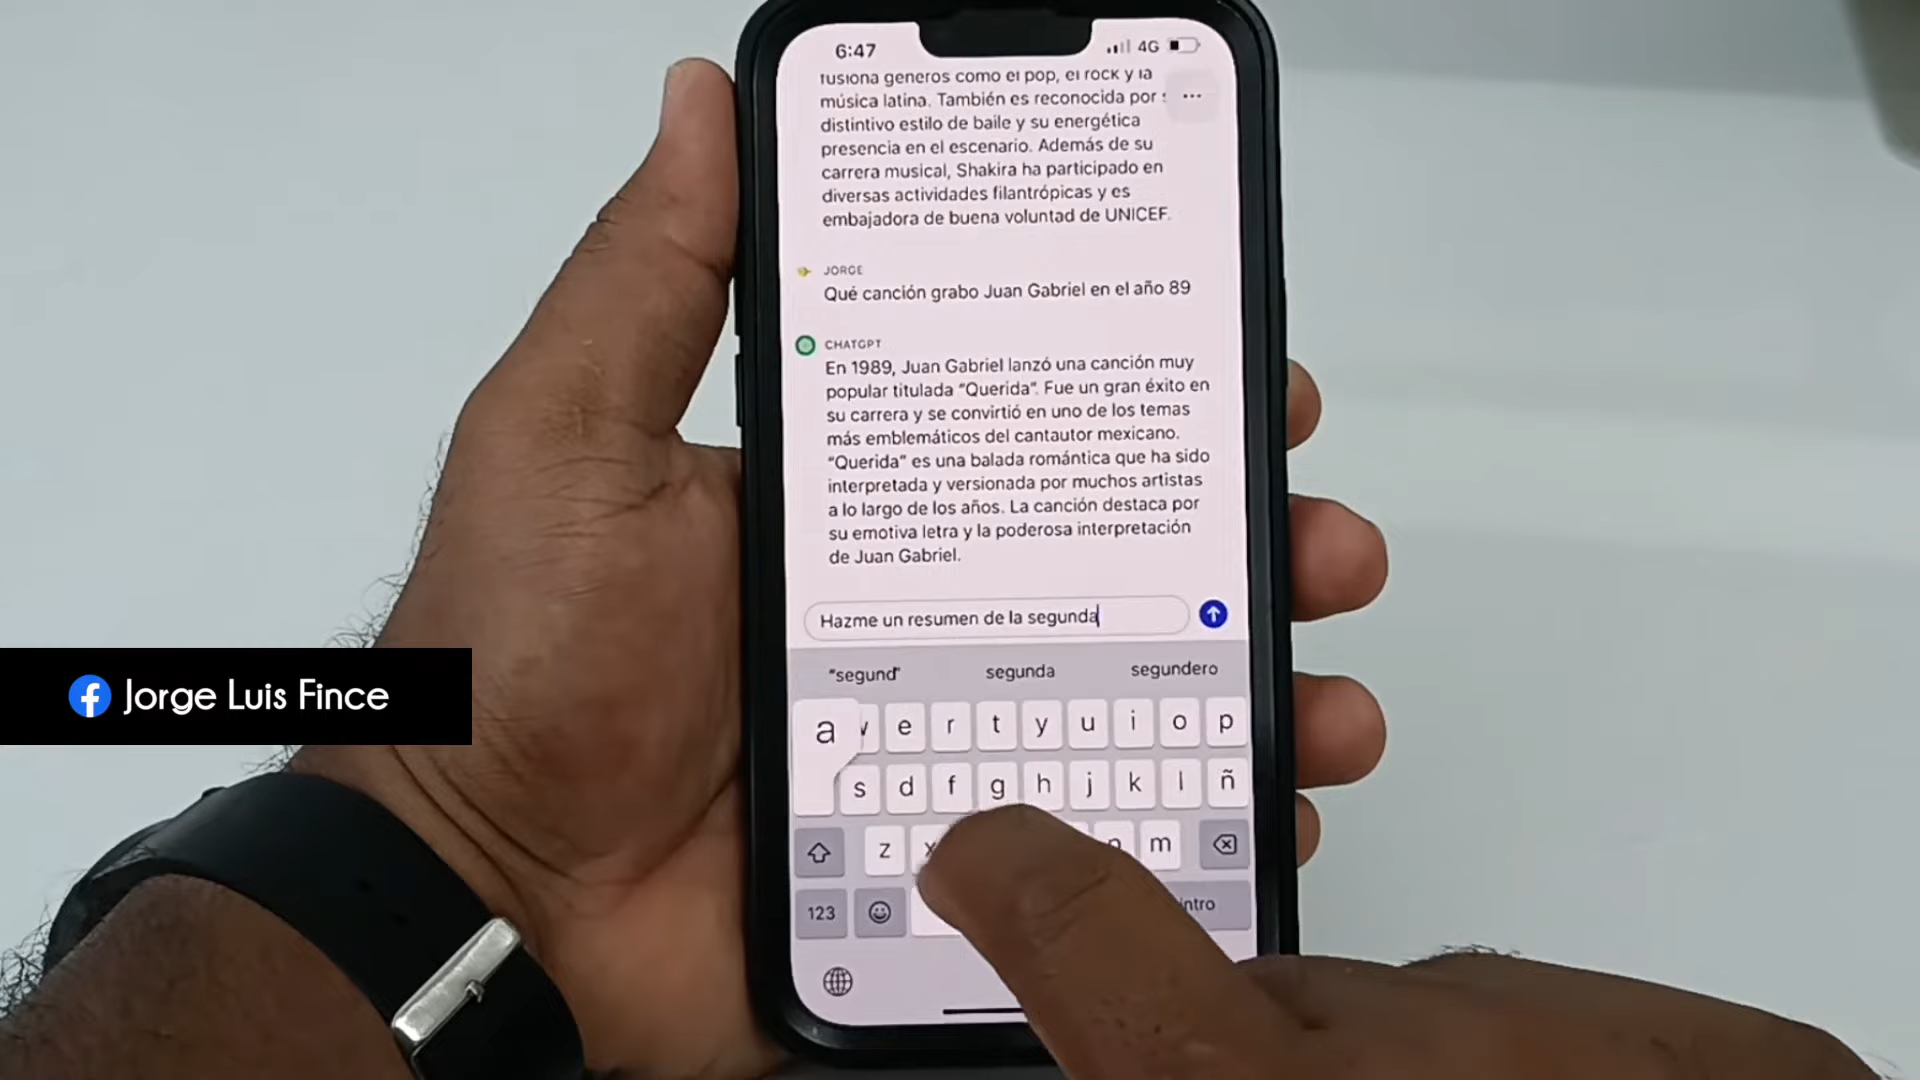 6:47
4G
fusiona géneros como el pop, el rock y la
música latina. También es reconocida por s
distintivo estilo de baile y su energética
presencia en el escenario. Además de su
carrera musical, Shakira ha participado en
diversas actividades filantrópicas y es
embajadora de buena voluntad de UNICEF.
JORGE
Qué canción grabo Juan Gabriel en el año 89
CHATGPT
En 1989, Juan Gabriel lanzó una canción muy
popular titulada "Querida". Fue un gran éxito en
su carrera y se convirtió en uno de los temas
más emblemáticos del cantautor mexicano.
"Querida" es una balada romántica que ha sido
interpretada y versionada por muchos artistas
a lo largo de los años. La canción destaca por
su emotiva letra y la poderosa interpretación
de Juan Gabriel.
Hazme un resumen de la segunda
"segund" segunda segundero
a e r t y u i o p
s d f g h j k l ñ
z x m
123 intro
Jorge Luis Fince